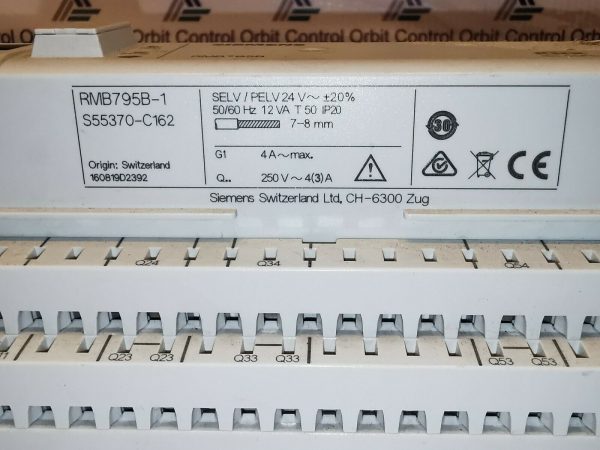 Orbit Control Orbit Control Orbit Control Orbit Control
SIEMENS
RMB795B-1
S55370-C162
Origin: Switzerland
160819D2392
SELV / PELV 24 V~ ±20%
50/60 Hz 12 VA T 50 IP20
7-8 mm
G1 4 A~ max.
Q.. 250 V~ 4(3) A
30
CE
Siemens Switzerland Ltd, CH-6300 Zug
Q24 Q34 Q54
Q23 Q23 Q33 Q33 Q53 Q53